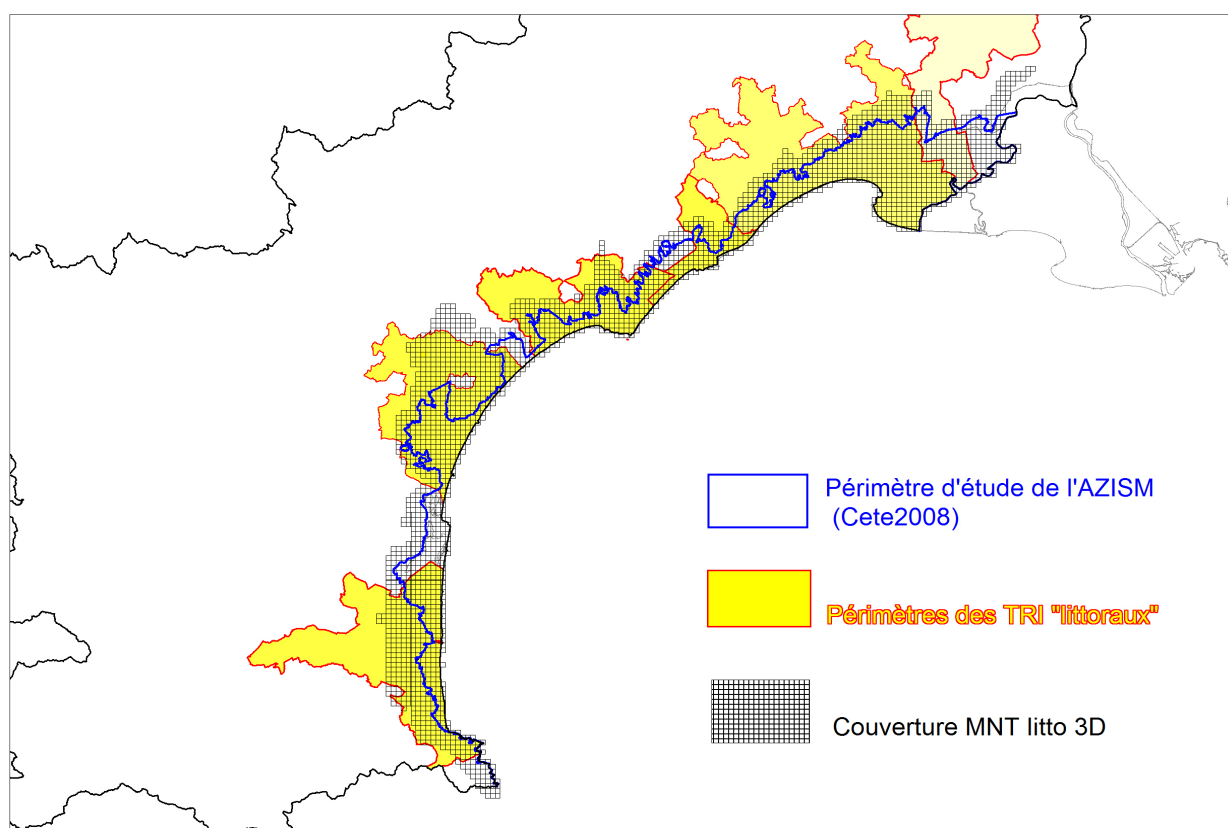 Périmètre d'étude de l'AZISM
(Cete2008)
Périmètres des TRI "littoraux"
Couverture MNT litto 3D